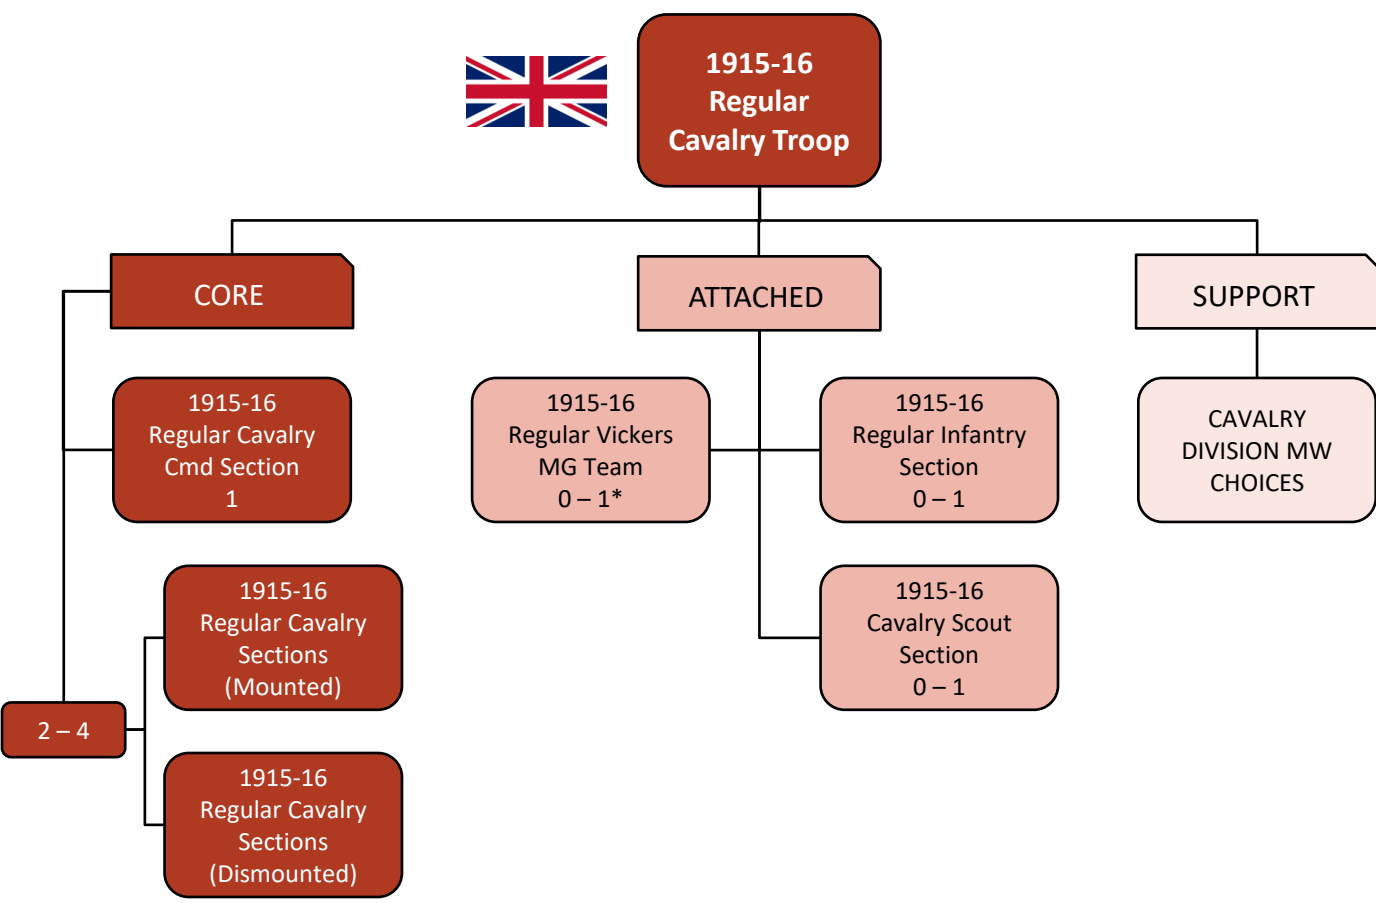 1915-16
Regular
Cavalry Troop
CORE
ATTACHED
SUPPORT
1915-16
Regular Cavalry
Cmd Section
1
1915-16
Regular Vickers
MG Team
0 – 1*
1915-16
Regular Infantry
Section
0 – 1
CAVALRY
DIVISION MW
CHOICES
1915-16
Regular Cavalry
Sections
(Mounted)
1915-16
Cavalry Scout
Section
0 – 1
2 – 4
1915-16
Regular Cavalry
Sections
(Dismounted)